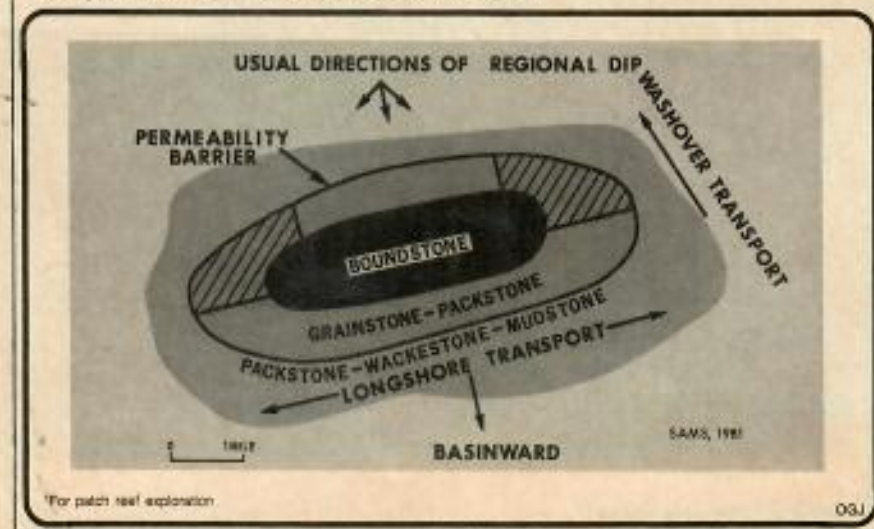 USUAL DIRECTIONS OF REGIONAL DIP
WASHOVER TRANSPORT
PERMEABILITY
BARRIER
BOUNDSTONE
GRAINSTONE-PACKSTONE
PACKSTONE-WACKESTONE-MUDSTONE
LONGSHORE TRANSPORT
BASINWARD
SAMS, 1981
0
*For patch reef exploration
OGJ